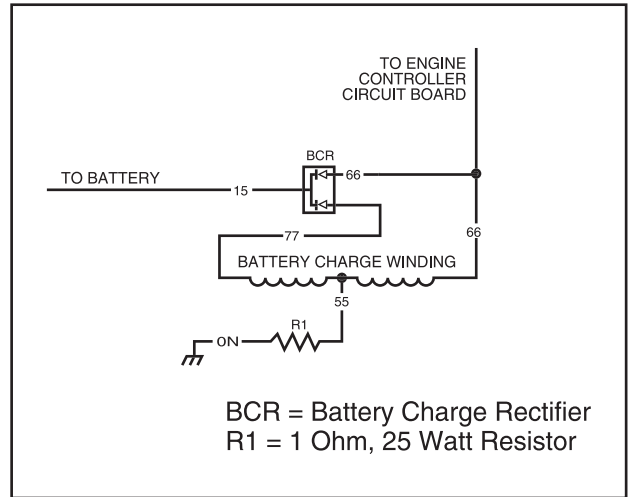 TO ENGINE
CONTROLLER
CIRCUIT BOARD
BCR
66
TO BATTERY
15
66
77
BATTERY CHARGE WINDING
55
R1
0N
BCR = Battery Charge Rectifier
R1 = 1 Ohm, 25 Watt Resistor